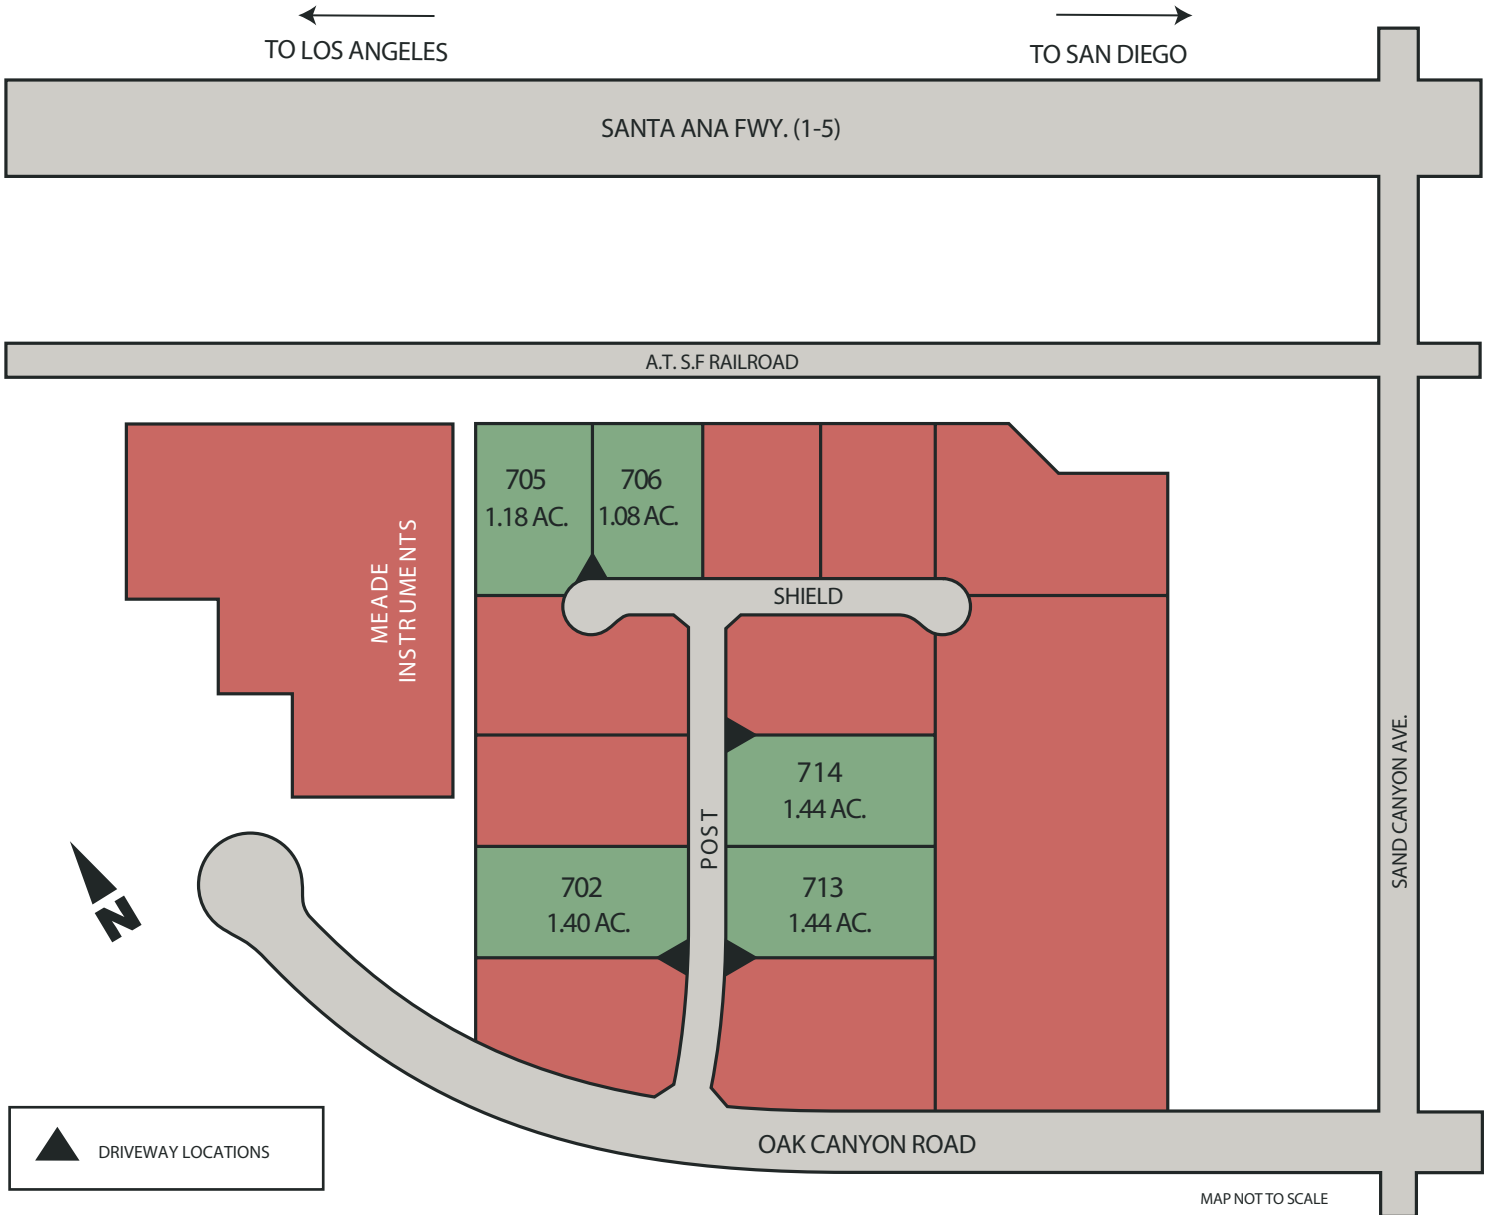 TO LOS ANGELES
TO SAN DIEGO
SANTA ANA FWY. (1-5)
A.T. S.F RAILROAD
705
1.18 AC.
706
1.08 AC.
MEADE
INSTRUMENTS
SHIELD
714
1.44 AC.
POST
702
1.40 AC.
713
1.44 AC.
SAND CANYON AVE.
N
DRIVEWAY LOCATIONS
OAK CANYON ROAD
MAP NOT TO SCALE